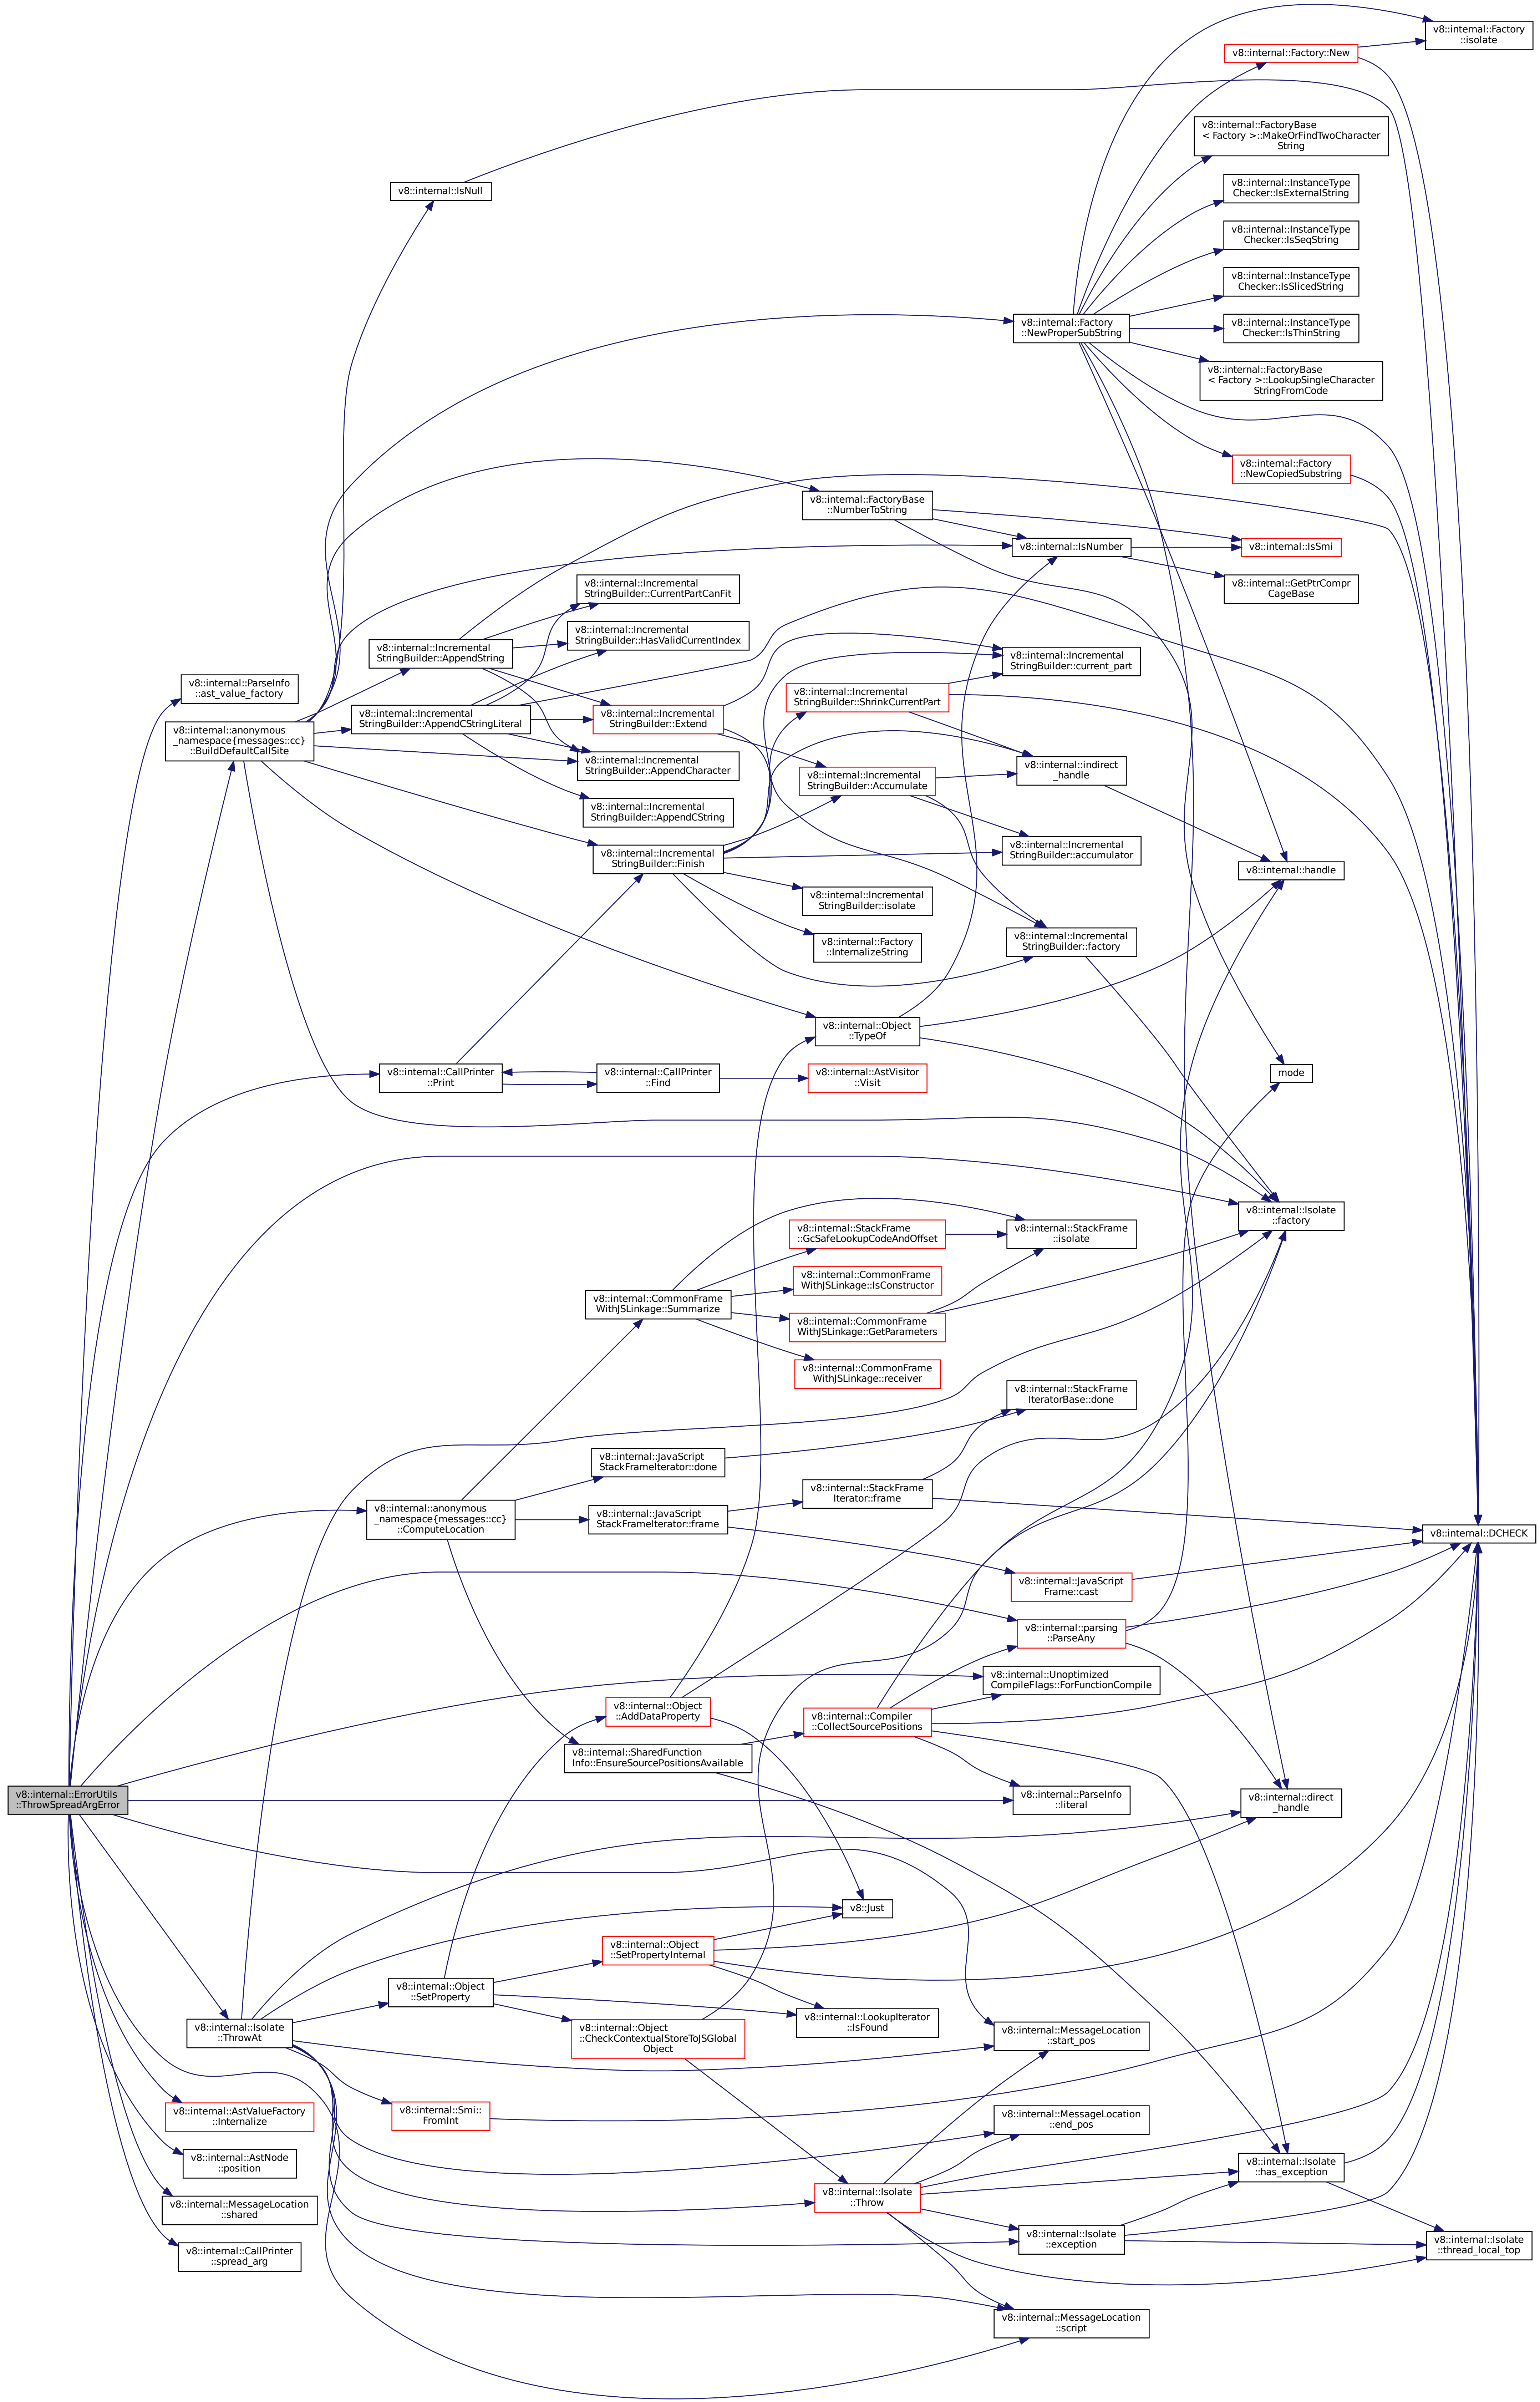 v8::internal::Factory
::isolate
v8::internal::Factory::New
v8::internal::FactoryBase
< Factory >::MakeOrFindTwoCharacter
String
v8::internal::InstanceType
Checker::IsExternalString
v8::internal::IsNull
v8::internal::InstanceType
Checker::IsSeqString
v8::internal::InstanceType
Checker::IsSlicedString
v8::internal::Factory
::NewProperSubString
v8::internal::InstanceType
Checker::IsThinString
v8::internal::FactoryBase
< Factory >::LookupSingleCharacter
StringFromCode
v8::internal::Factory
::NewCopiedSubstring
v8::internal::FactoryBase
::NumberToString
v8::internal::IsNumber
v8::internal::IsSmi
v8::internal::GetPtrCompr
CageBase
v8::internal::Incremental
StringBuilder::CurrentPartCanFit
v8::internal::Incremental
StringBuilder::HasValidCurrentIndex
v8::internal::Incremental
StringBuilder::AppendString
v8::internal::Incremental
StringBuilder::current_part
v8::internal::ParseInfo
::ast_value_factory
v8::internal::Incremental
StringBuilder::ShrinkCurrentPart
v8::internal::Incremental
StringBuilder::AppendCStringLiteral
v8::internal::Incremental
StringBuilder::Extend
v8::internal::anonymous
_namespace{messages::cc}
::BuildDefaultCallSite
v8::internal::Incremental
StringBuilder::AppendCharacter
v8::internal::indirect
_handle
v8::internal::Incremental
StringBuilder::Accumulate
v8::internal::Incremental
StringBuilder::AppendCString
v8::internal::Incremental
StringBuilder::accumulator
v8::internal::Incremental
StringBuilder::Finish
v8::internal::handle
v8::internal::Incremental
StringBuilder::isolate
v8::internal::Factory
::InternalizeString
v8::internal::Incremental
StringBuilder::factory
v8::internal::Object
::TypeOf
v8::internal::CallPrinter
::Print
v8::internal::CallPrinter
::Find
v8::internal::AstVisitor
::Visit
mode
v8::internal::Isolate
::factory
v8::internal::StackFrame
::GcSafeLookupCodeAndOffset
v8::internal::StackFrame
::isolate
v8::internal::CommonFrame
WithJSLinkage::IsConstructor
v8::internal::CommonFrame
WithJSLinkage::Summarize
v8::internal::CommonFrame
WithJSLinkage::GetParameters
v8::internal::CommonFrame
WithJSLinkage::receiver
v8::internal::StackFrame
IteratorBase::done
v8::internal::JavaScript
StackFrameIterator::done
v8::internal::StackFrame
Iterator::frame
v8::internal::anonymous
_namespace{messages::cc}
::ComputeLocation
v8::internal::JavaScript
StackFrameIterator::frame
v8::internal::DCHECK
v8::internal::JavaScript
Frame::cast
v8::internal::parsing
::ParseAny
v8::internal::Unoptimized
CompileFlags::ForFunctionCompile
v8::internal::Object
::AddDataProperty
v8::internal::Compiler
::CollectSourcePositions
v8::internal::SharedFunction
Info::EnsureSourcePositionsAvailable
v8::internal::ErrorUtils
::ThrowSpreadArgError
v8::internal::ParseInfo
::literal
v8::internal::direct
_handle
v8::Just
v8::internal::Object
::SetPropertyInternal
v8::internal::Object
::SetProperty
v8::internal::LookupIterator
::IsFound
v8::internal::Isolate
::ThrowAt
v8::internal::Object
::CheckContextualStoreToJSGlobal
Object
v8::internal::MessageLocation
::start_pos
v8::internal::AstValueFactory
::Internalize
v8::internal::Smi::
FromInt
v8::internal::MessageLocation
::end_pos
v8::internal::AstNode
::position
v8::internal::Isolate
::has_exception
v8::internal::MessageLocation
::shared
v8::internal::Isolate
::Throw
v8::internal::CallPrinter
::spread_arg
v8::internal::Isolate
::exception
v8::internal::Isolate
::thread_local_top
v8::internal::MessageLocation
::script